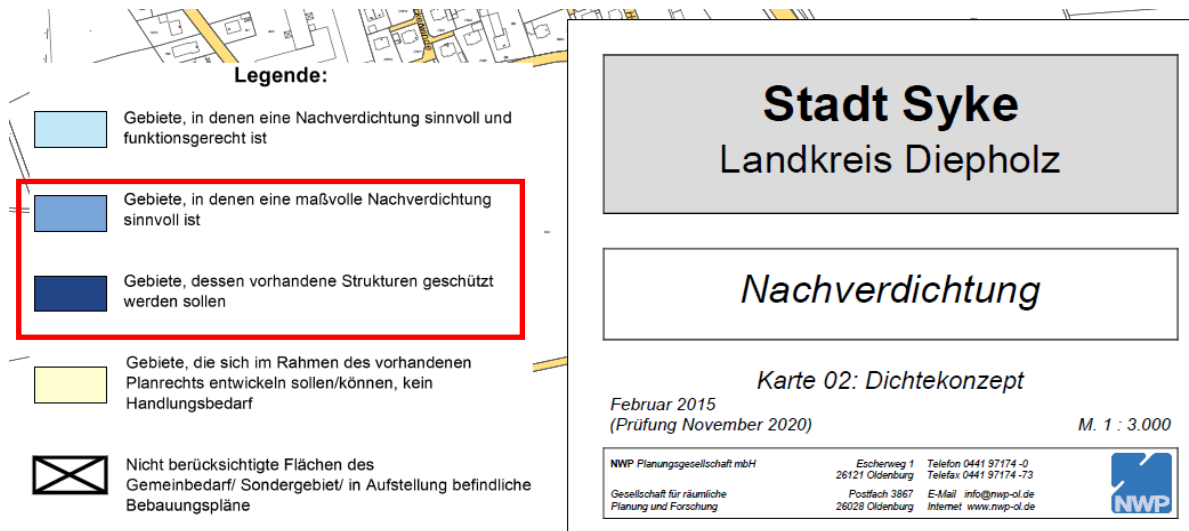 Legende:
Gebiete, in denen eine Nachverdichtung sinnvoll und
funktionsgerecht ist
Gebiete, in denen eine maßvolle Nachverdichtung
sinnvoll ist
Gebiete, dessen vorhandene Strukturen geschützt
werden sollen
Gebiete, die sich im Rahmen des vorhandenen
Planrechts entwickeln sollen/können, kein
Handlungsbedarf
Nicht berücksichtigte Flächen des
Gemeinbedarf/ Sondergebiet/ in Aufstellung befindliche
Bebauungspläne
Stadt Syke
Landkreis Diepholz
Nachverdichtung
Karte 02: Dichtekonzept
Februar 2015
(Prüfung November 2020) M. 1 : 3.000
NWP Planungsgesellschaft mbH Escherweg 1 Telefon 0441 97174 -0
26121 Oldenburg Telefax 0441 97174 -73
Gesellschaft für räumliche Postfach 3867 E-Mail info@nwp-ol.de
Planung und Forschung 26028 Oldenburg Internet www.nwp-ol.de
NWP